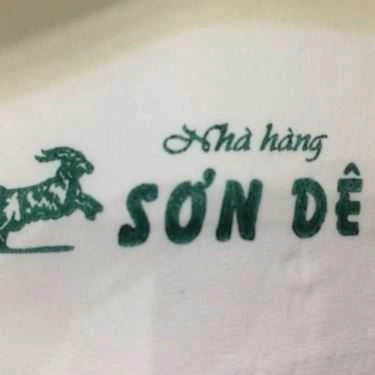 Nhà hàng
SƠN DÊ